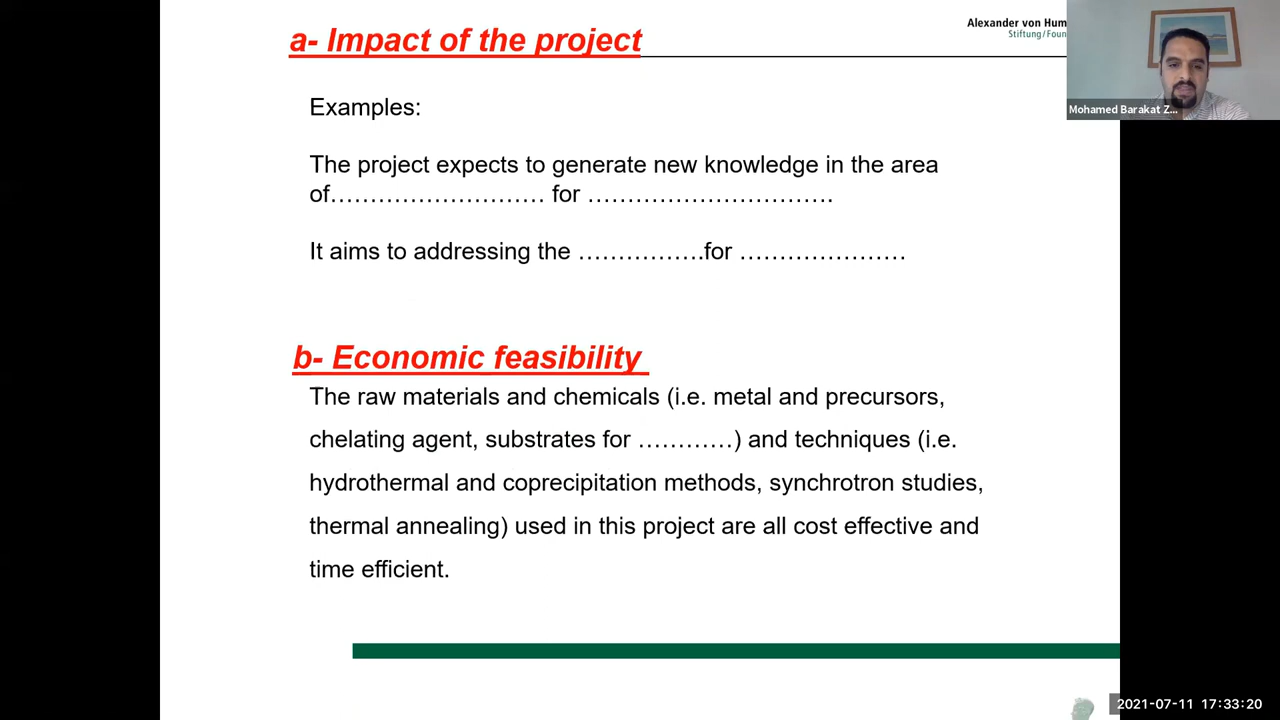 a- Impact of the project
Alexander von Hum
Stiftung/Foun
Mohamed Barakat Z...
Examples:
The project expects to generate new knowledge in the area
of……………………… for ………………………….
It aims to addressing the …………….for …………………
b- Economic feasibility
The raw materials and chemicals (i.e. metal and precursors,
chelating agent, substrates for …………) and techniques (i.e.
hydrothermal and coprecipitation methods, synchrotron studies,
thermal annealing) used in this project are all cost effective and
time efficient.
2021-07-11 17:33:20